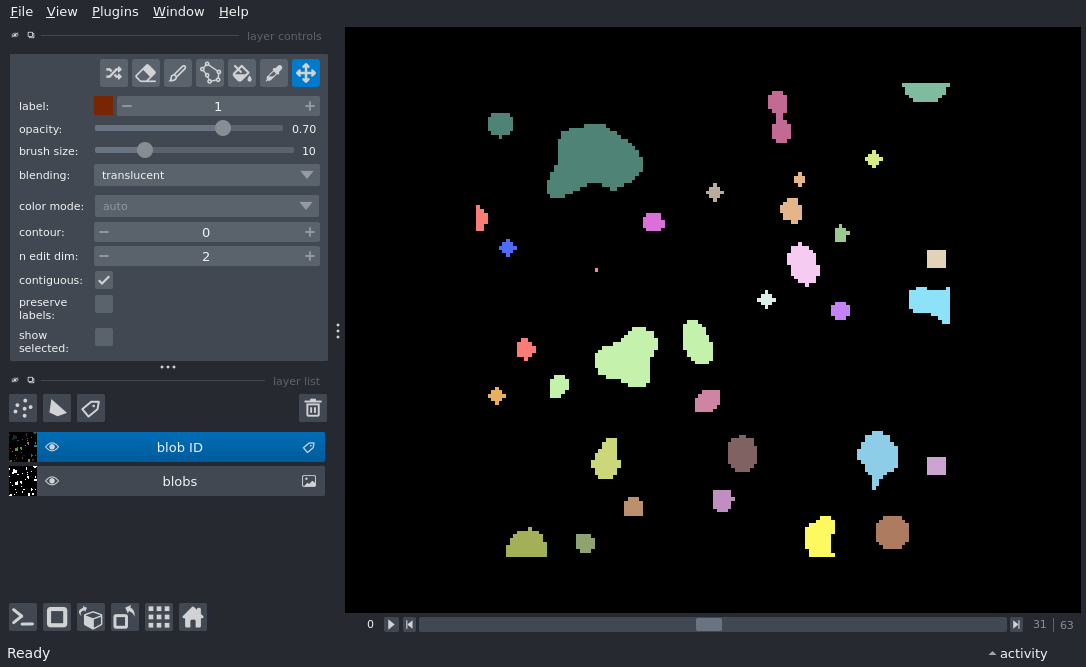 File View Plugins Window Help
layer controls
label: 1
opacity: 0.70
brush size: 10
blending: translucent
color mode: auto
contour: 0
n edit dim: 2
contiguous:
preserve
labels:
show
selected:
layer list
blob ID
blobs
0 31 63
Ready activity